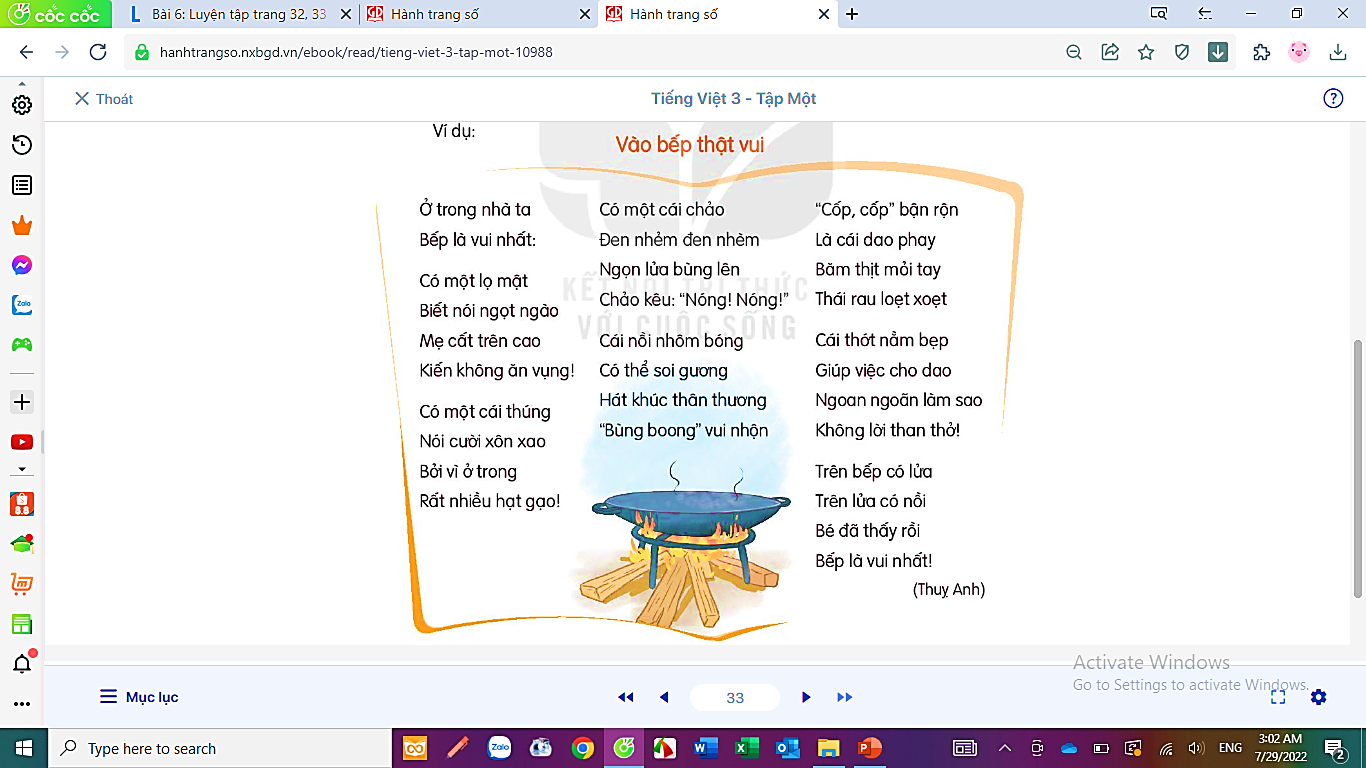 cốc cốc
Bài 6: Luyện tập trang 32, 33
Hành trang số
Hành trang số
hanhtrangso.nxbgd.vn/ebook/read/tieng-viet-3-tap-mot-10988
Thoát
Tiếng Việt 3 - Tập Một
Ví dụ:
Vào bếp thật vui
Ở trong nhà ta
Bếp là vui nhất:
Có một lọ mật
Biết nói ngọt ngào
Mẹ cất trên cao
Kiến không ăn vụng!
Có một cái thúng
Nói cười xôn xao
Bởi vì ở trong
Rất nhiều hạt gạo!
Có một cái chảo
Đen nhẻm đen nhèm
Ngọn lửa bùng lên
Chảo kêu: “Nóng! Nóng!”
Cái nồi nhôm bóng
Có thể soi gương
Hát khúc thân thương
“Bùng boong” vui nhộn
“Cốp, cốp” bận rộn
Là cái dao phay
Băm thịt mỏi tay
Thái rau loẹt xoẹt
Cái thớt nằm bẹp
Giúp việc cho dao
Ngoan ngoãn làm sao
Không lời than thở!
Trên bếp có lửa
Trên lửa có nồi
Bé đã thấy rồi
Bếp là vui nhất!
(Thuỵ Anh)
KẾT NỐI TRI THỨC
VỚI CUỘC SỐNG
Zalo
8.8
Activate Windows
Go to Settings to activate Windows.
Mục lục
33
Type here to search
Zalo
ENG
3:02 AM
7/29/2022
2